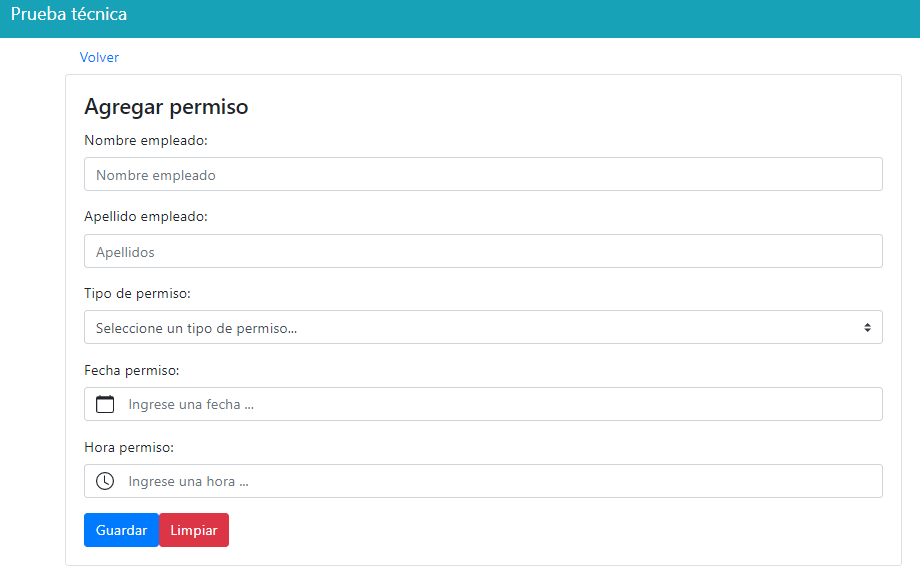 Prueba técnica
Volver
Agregar permiso
Nombre empleado:
Nombre empleado
Apellido empleado:
Apellidos
Tipo de permiso:
Seleccione un tipo de permiso...
Fecha permiso:
Ingrese una fecha ...
Hora permiso:
Ingrese una hora ...
Guardar Limpiar